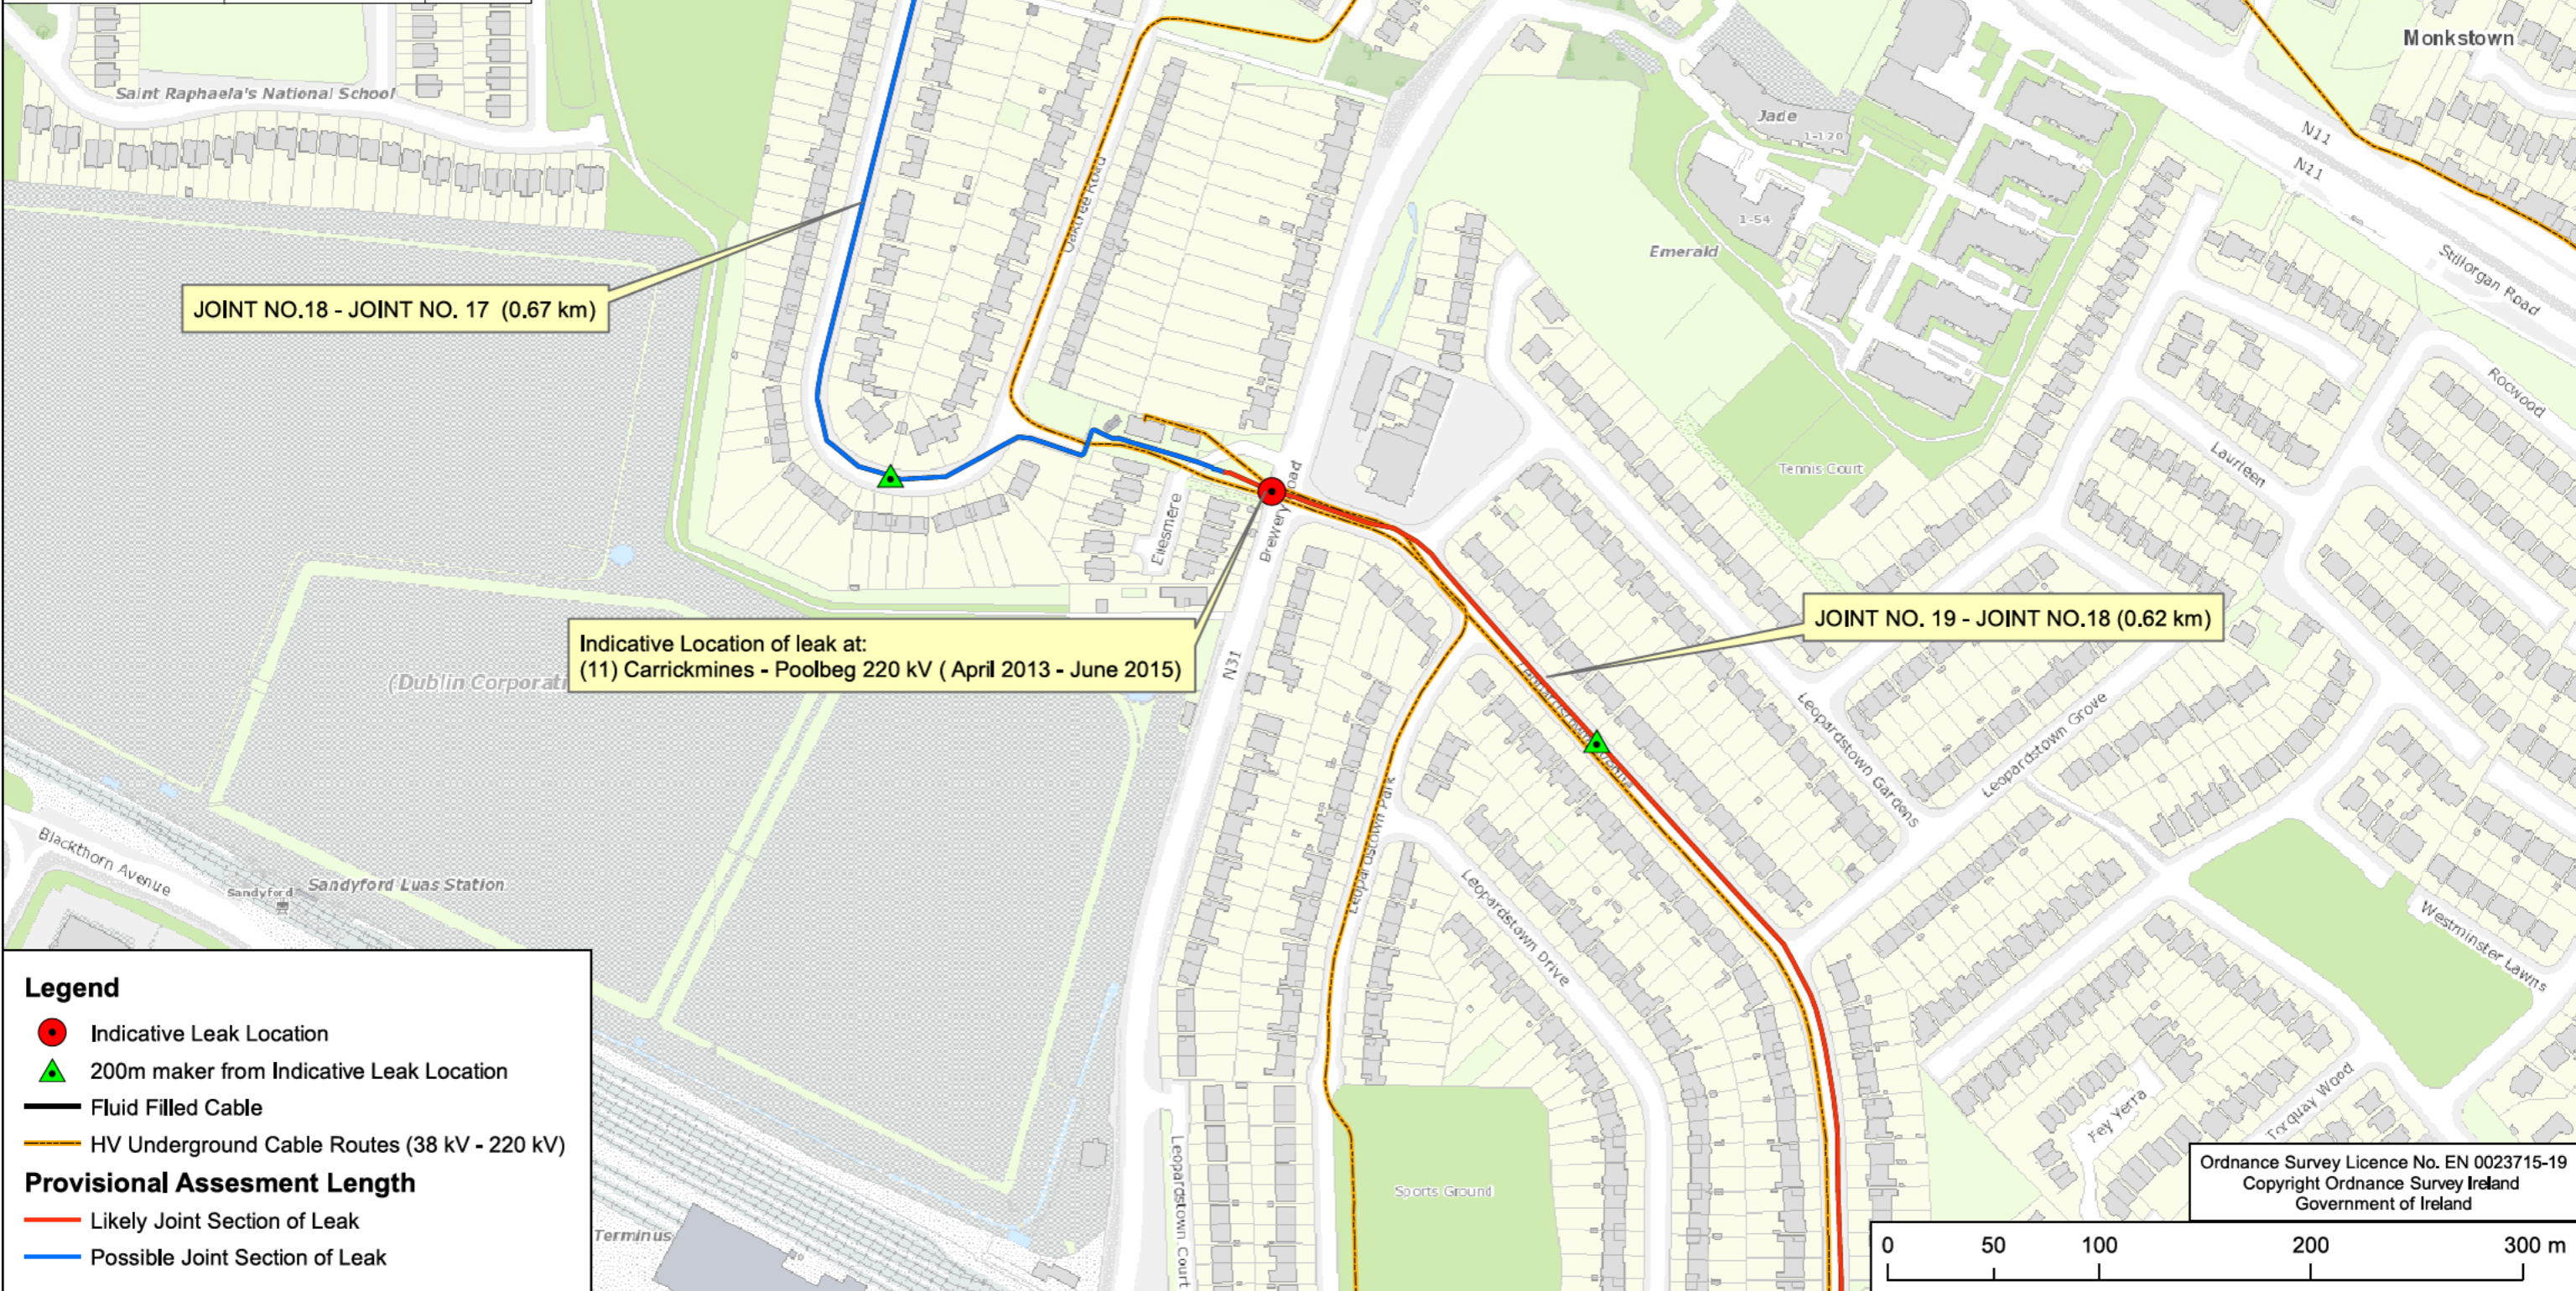 Monkstown
Saint Raphaela's National School
Jade
1-120
N11
N11
Oaktree Road
1-54
Emerald
Stillorgan Road
JOINT NO.18 - JOINT NO. 17 (0.67 km)
Rocwood
Laurleen
Tennis Court
Ellesmere
Brewery Road
JOINT NO. 19 - JOINT NO.18 (0.62 km)
Indicative Location of leak at:
(11) Carrickmines - Poolbeg 220 kV ( April 2013 - June 2015)
(Dublin Corporati
N31
Leopardstown Avenue
Leopardstown Gardens
Leopardstown Grove
Leopardstown Park
Blackthorn Avenue
Sandyford
Sandyford Luas Station
Leopardstown Drive
Westminster Lawns
Legend
Indicative Leak Location
200m maker from Indicative Leak Location
Fluid Filled Cable
HV Underground Cable Routes (38 kV - 220 kV)
Provisional Assesment Length
Likely Joint Section of Leak
Possible Joint Section of Leak
Terminus
Leopardstown Court
Sports Ground
Fey Yerra
Torquay Wood
Ordnance Survey Licence No. EN 0023715-19
Copyright Ordnance Survey Ireland
Government of Ireland
0 50 100 200 300 m